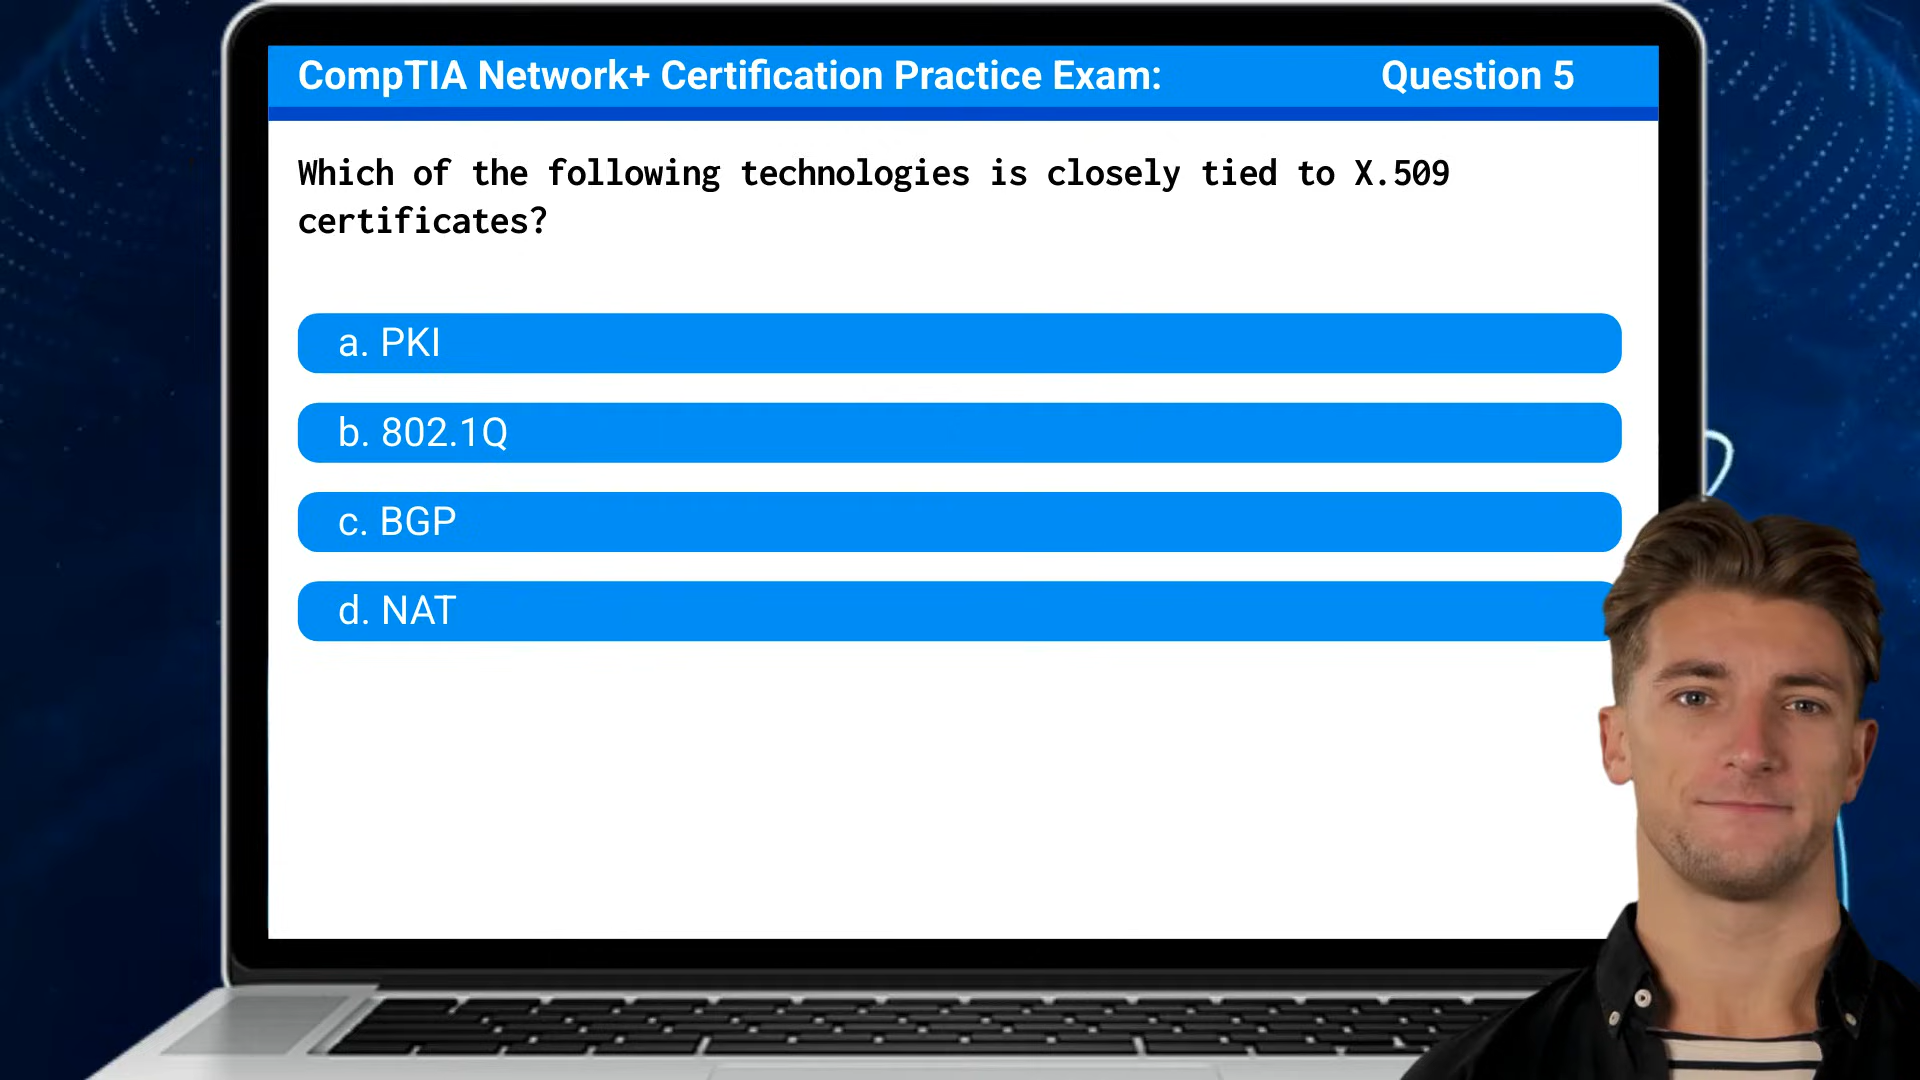 CompTIA Network+ Certification Practice Exam: Question 5
Which of the following technologies is closely tied to X.509
certificates?
a. PKI
b. 802.1Q
c. BGP
d. NAT